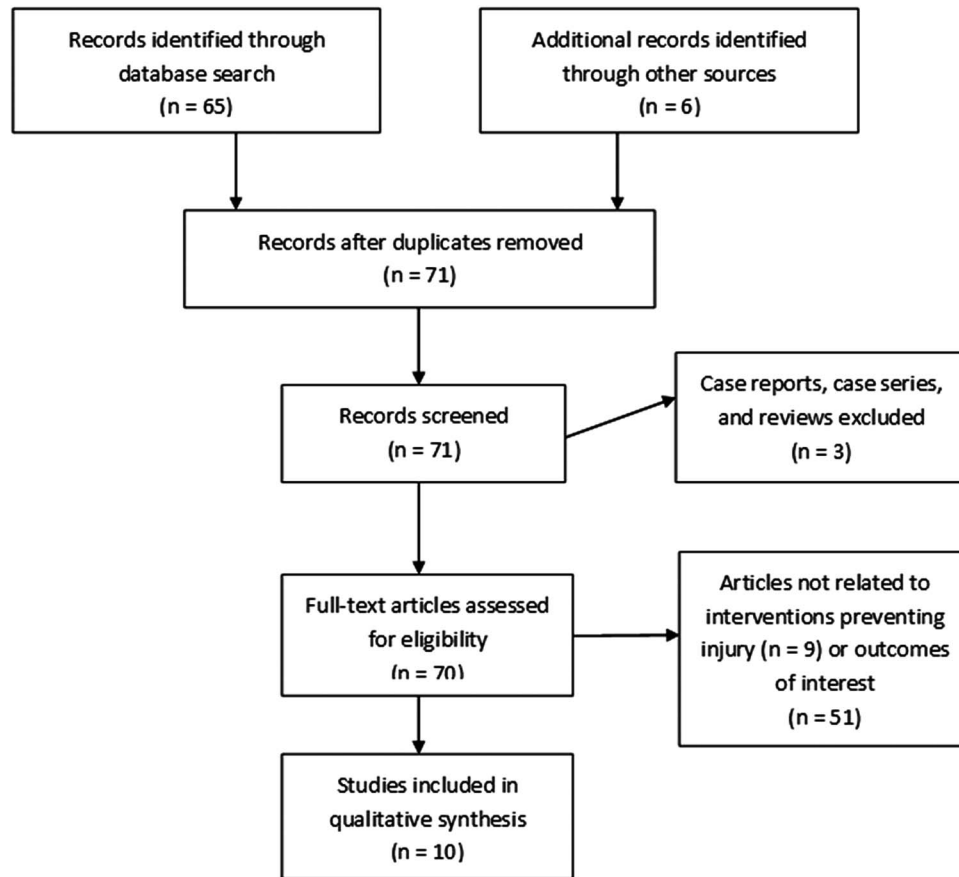 Records identified through
database search
(n = 65)
Additional records identified
through other sources
(n = 6)
Records after duplicates removed
(n = 71)
Records screened
(n = 71)
Case reports, case series,
and reviews excluded
(n = 3)
Full-text articles assessed
for eligibility
(n = 70)
Articles not related to
interventions preventing
injury (n = 9) or outcomes
of interest
(n = 51)
Studies included in
qualitative synthesis
(n = 10)